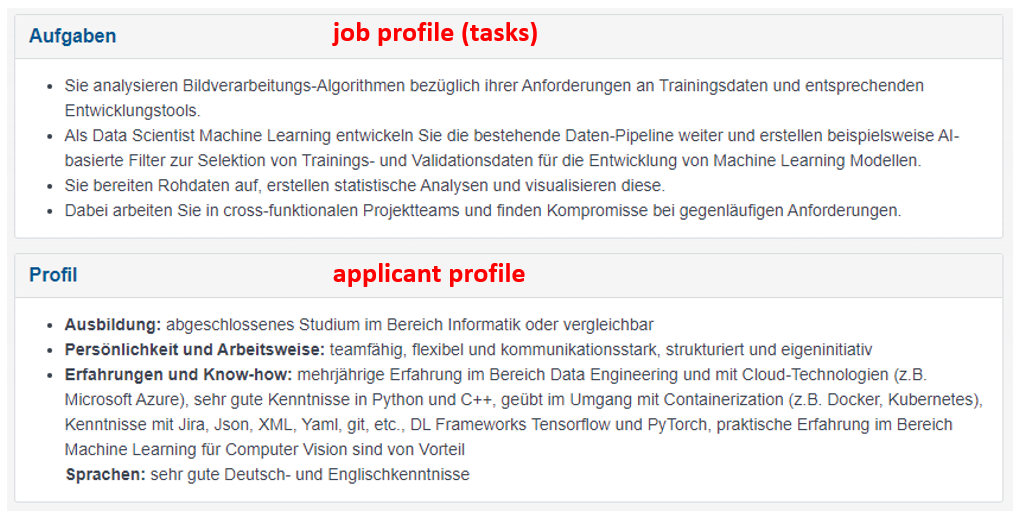 Aufgaben
job profile (tasks)
Sie analysieren Bildverarbeitungs-Algorithmen bezüglich ihrer Anforderungen an Trainingsdaten und entsprechenden
Entwicklungstools.
Als Data Scientist Machine Learning entwickeln Sie die bestehende Daten-Pipeline weiter und erstellen beispielsweise AI-
basierte Filter zur Selektion von Trainings- und Validationsdaten für die Entwicklung von Machine Learning Modellen.
Sie bereiten Rohdaten auf, erstellen statistische Analysen und visualisieren diese.
Dabei arbeiten Sie in cross-funktionalen Projektteams und finden Kompromisse bei gegenläufigen Anforderungen.
Profil
applicant profile
Ausbildung: abgeschlossenes Studium im Bereich Informatik oder vergleichbar
Persönlichkeit und Arbeitsweise: teamfähig, flexibel und kommunikationsstark, strukturiert und eigeninitiativ
Erfahrungen und Know-how: mehrjährige Erfahrung im Bereich Data Engineering und mit Cloud-Technologien (z.B.
Microsoft Azure), sehr gute Kenntnisse in Python und C++, geübt im Umgang mit Containerization (z.B. Docker, Kubernetes),
Kenntnisse mit Jira, Json, XML, Yaml, git, etc., DL Frameworks Tensorflow und PyTorch, praktische Erfahrung im Bereich
Machine Learning für Computer Vision sind von Vorteil
Sprachen: sehr gute Deutsch- und Englischkenntnisse